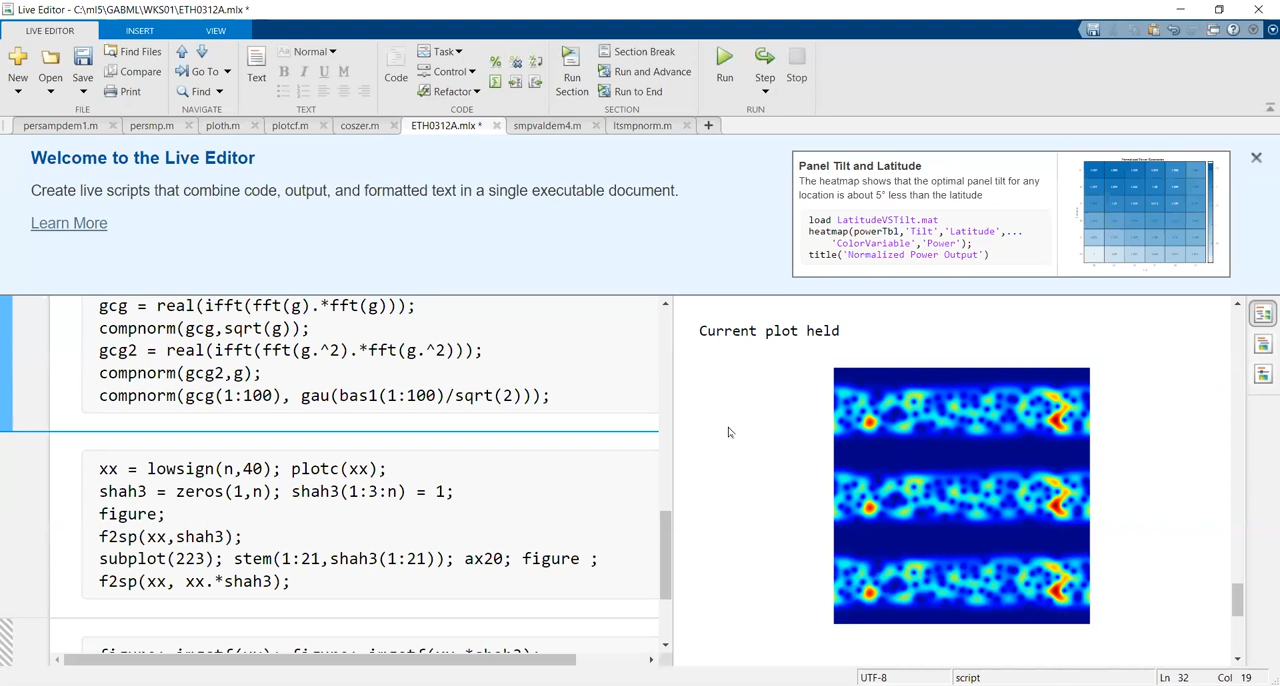 Live Editor - C:\ml5\GABML\WKS01\ETH0312A.mlx *
LIVE EDITOR INSERT VIEW
New Open Save Find Files Compare Print
FILE
Go To Find
NAVIGATE
Text Normal B I U M
TEXT
Code Task Control Refactor
CODE
Run Section Section Break Run and Advance Run to End
SECTION
Run Step Stop
RUN
persampdem1.m persmp.m ploth.m plotcf.m coszer.m ETH0312A.mlx * smpvaldem4.m ltsmpnorm.m
Welcome to the Live Editor
Create live scripts that combine code, output, and formatted text in a single executable document.
Learn More
Panel Tilt and Latitude
The heatmap shows that the optimal panel tilt for any
location is about 5° less than the latitude
load LatitudeVSTilt.mat
heatmap(powerTbl,'Tilt','Latitude',...
'ColorVariable','Power');
title('Normalized Power Output')
gcg = real(ifft(fft(g).*fft(g)));
compnorm(gcg,sqrt(g));
gcg2 = real(ifft(fft(g.^2).*fft(g.^2)));
compnorm(gcg2,g);
compnorm(gcg(1:100), gau(bas1(1:100)/sqrt(2)));
xx = lowsign(n,40); plotc(xx);
shah3 = zeros(1,n); shah3(1:3:n) = 1;
figure;
f2sp(xx,shah3);
subplot(223); stem(1:21,shah3(1:21)); ax20; figure ;
f2sp(xx, xx.*shah3);
Current plot held
UTF-8 script Ln 32 Col 19